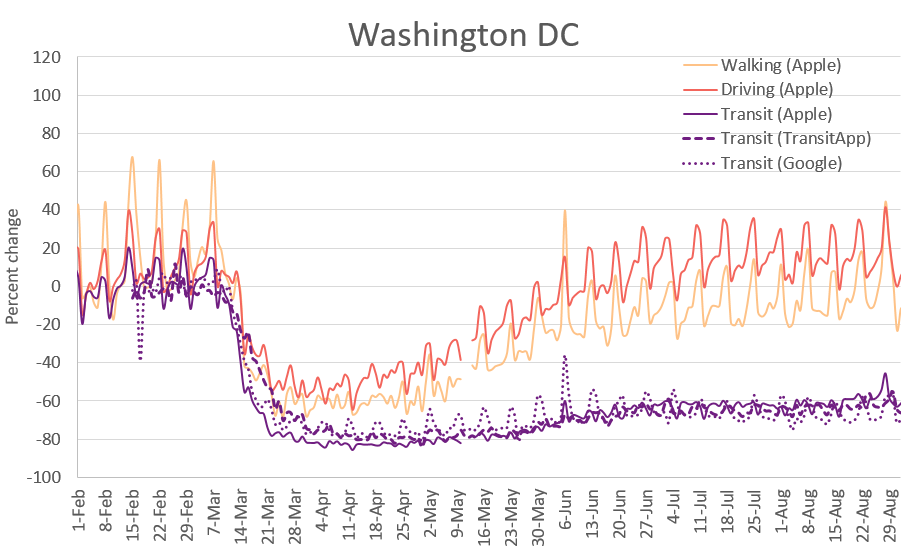 Washington DC
120
100
80
60
40
20
0
-20
-40
-60
-80
-100
Percent change
Walking (Apple)
Driving (Apple)
Transit (Apple)
Transit (TransitApp)
Transit (Google)
1-Feb
8-Feb
15-Feb
22-Feb
29-Feb
7-Mar
14-Mar
21-Mar
28-Mar
4-Apr
11-Apr
18-Apr
25-Apr
2-May
9-May
16-May
23-May
30-May
6-Jun
13-Jun
20-Jun
27-Jun
4-Jul
11-Jul
18-Jul
25-Jul
1-Aug
8-Aug
15-Aug
22-Aug
29-Aug